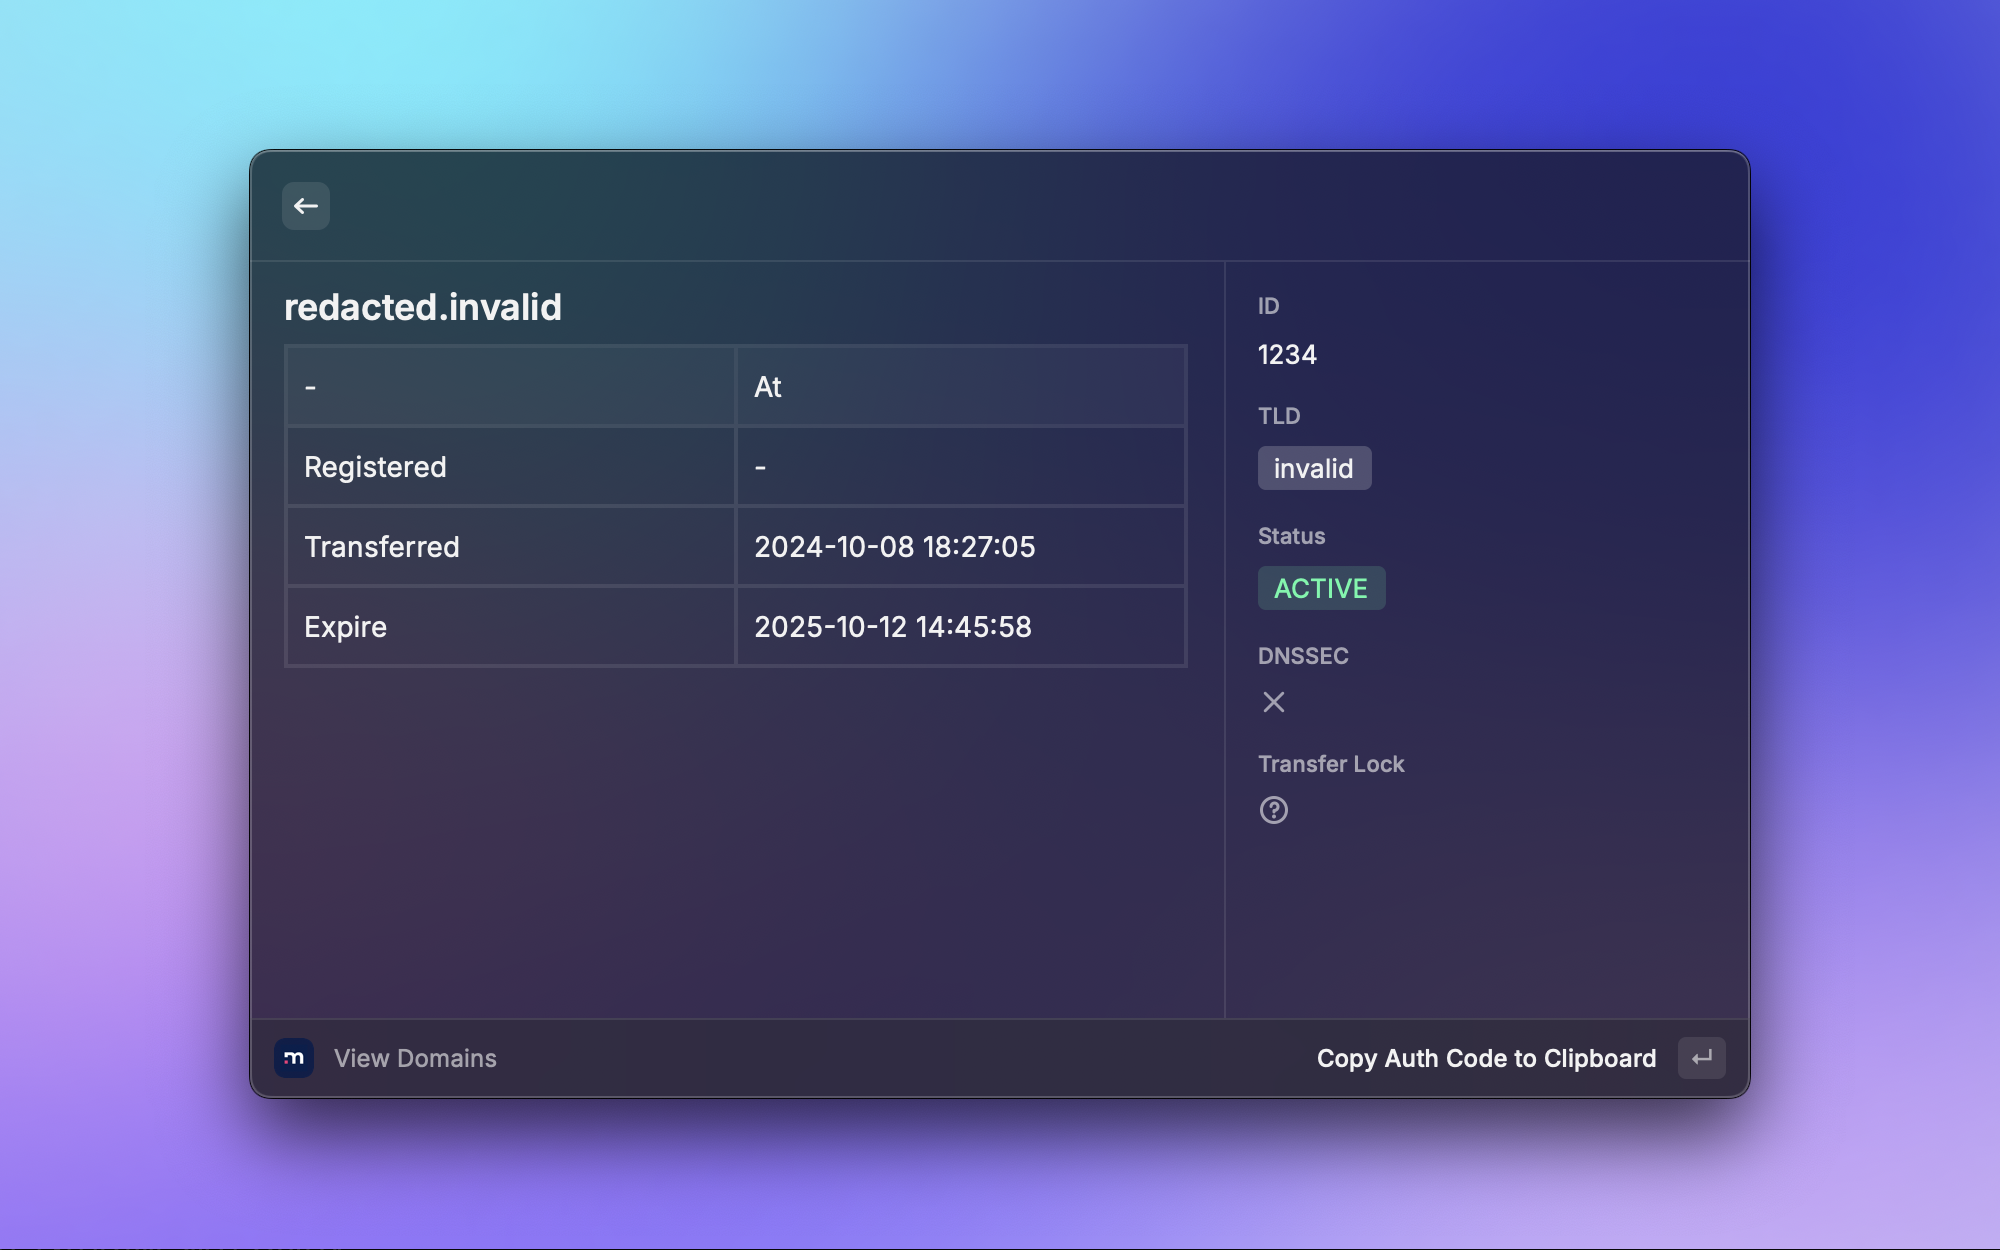 redacted.invalid
- At
Registered -
Transferred 2024-10-08 18:27:05
Expire 2025-10-12 14:45:58
ID
1234
TLD
invalid
Status
ACTIVE
DNSSEC
Transfer Lock
m View Domains
Copy Auth Code to Clipboard